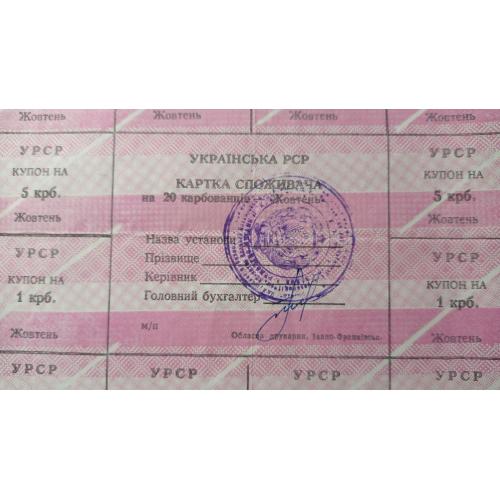 Жовтень Жовтень Жовтень Жовтень
УРСР
КУПОН НА
5 крб.
Жовтень
УРСР
КУПОН НА
1 крб.
Жовтень
УКРАЇНСЬКА РСР
КАРТКА СПОЖИВАЧА
на 20 карбованців Жовтень
Назва установи
Прізвище
Керівник
Головний бухгалтер
м/п
Обласна друкарня. Івано-Франківськ.
УРСР
КУПОН НА
5 крб.
Жовтень
УРСР
КУПОН НА
1 крб.
Жовтень
УРСР УРСР УРСР УРСР